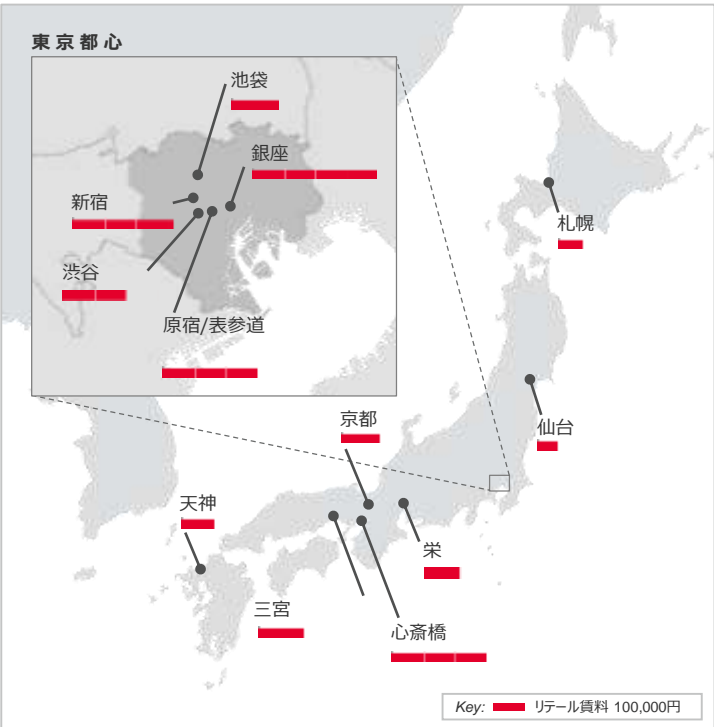 東京都心
池袋
銀座
新宿
渋谷
原宿/表参道
札幌
仙台
京都
天神
栄
三宮
心斎橋
Key: リテール賃料 100,000円